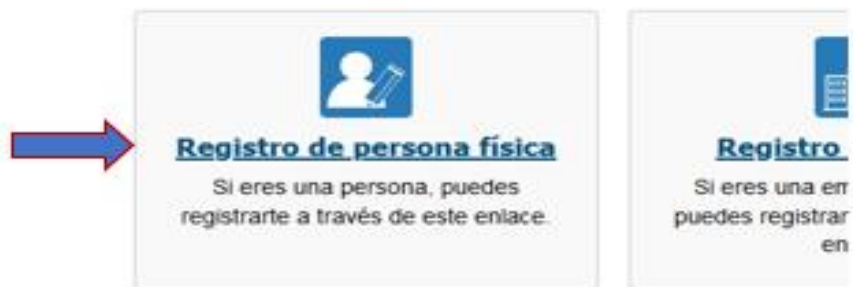 Registro de persona física
Si eres una persona, puedes
registrarte a través de este enlace.
Registro
Si eres una em
puedes registrar
en